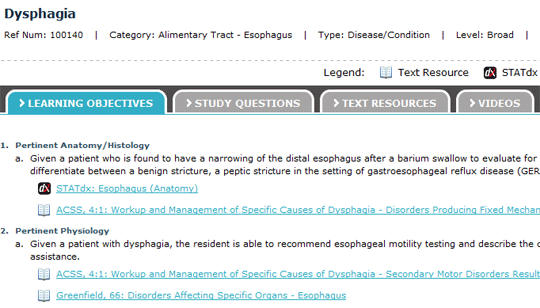 Dysphagia
Ref Num: 100140 | Category: Alimentary Tract - Esophagus | Type: Disease/Condition | Level: Broad |
Legend: Text Resource dx STATdx
> LEARNING OBJECTIVES > STUDY QUESTIONS > TEXT RESOURCES > VIDEOS
1. Pertinent Anatomy/Histology
a. Given a patient who is found to have a narrowing of the distal esophagus after a barium swallow to evaluate for
differentiate between a benign stricture, a peptic stricture in the setting of gastroesophageal reflux disease (GER
dx STATdx: Esophagus (Anatomy)
ACSS, 4:1: Workup and Management of Specific Causes of Dysphagia - Disorders Producing Fixed Mechan
2. Pertinent Physiology
a. Given a patient with dysphagia, the resident is able to recommend esophageal motility testing and describe the
assistance.
ACSS, 4:1: Workup and Management of Specific Causes of Dysphagia - Secondary Motor Disorders Result
Greenfield, 66: Disorders Affecting Specific Organs - Esophagus